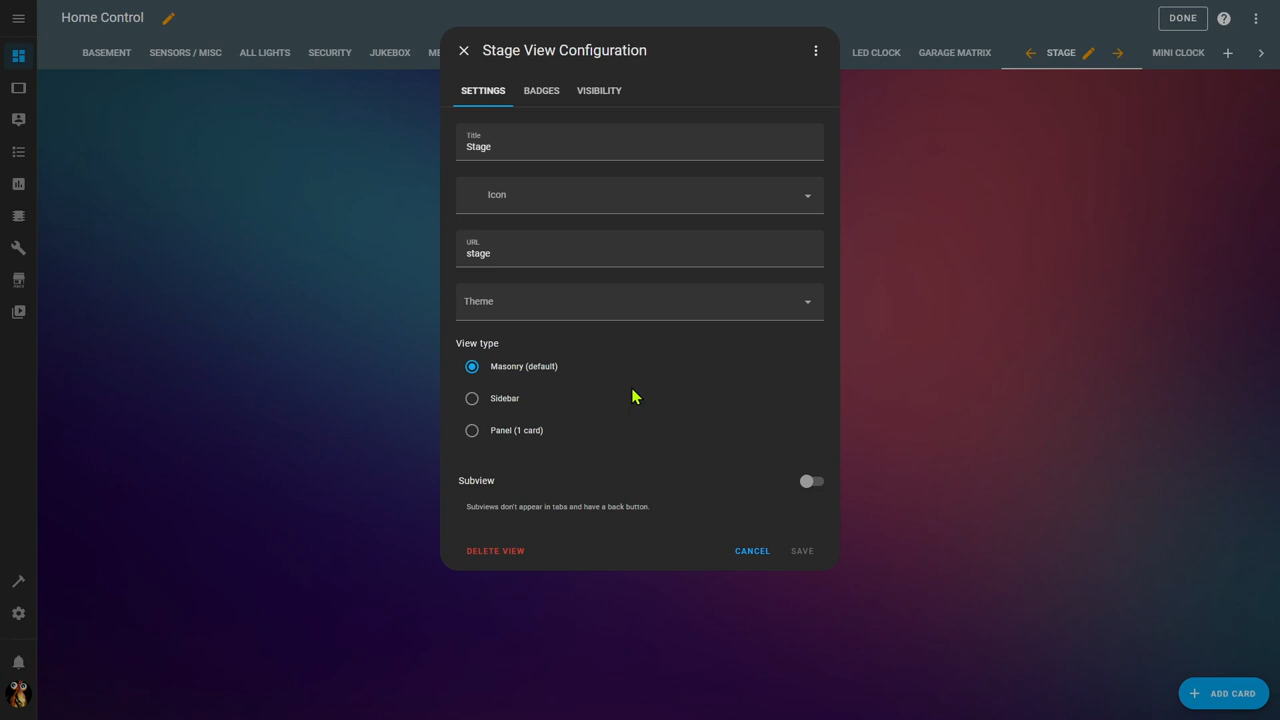 Home Control
DONE
BASEMENT
SENSORS / MISC
ALL LIGHTS
SECURITY
JUKEBOX
LED CLOCK
GARAGE MATRIX
STAGE
MINI CLOCK
Stage View Configuration
SETTINGS
BADGES
VISIBILITY
Title
Stage
Icon
URL
stage
Theme
View type
Masonry (default)
Sidebar
Panel (1 card)
Subview
Subviews don't appear in tabs and have a back button.
DELETE VIEW
CANCEL
SAVE
ADD CARD